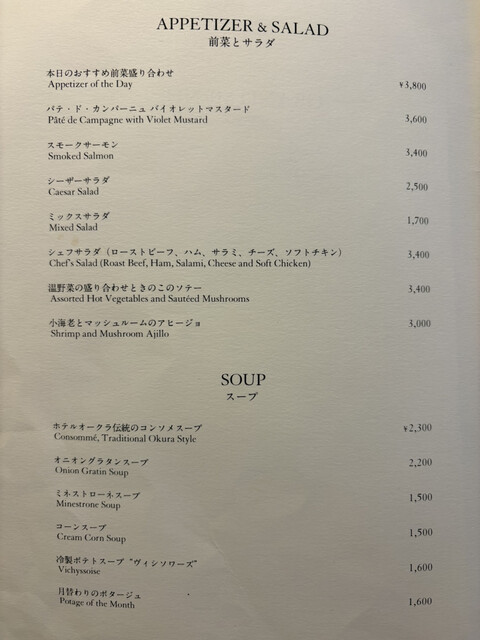 APPETIZER & SALAD
前菜とサラダ
本日のおすすめ前菜盛り合わせ
Appetizer of the Day
¥3,800
パテ・ド・カンパーニュ バイオレットマスタード
Pâté de Campagne with Violet Mustard
3,600
スモークサーモン
Smoked Salmon
3,400
シーザーサラダ
Caesar Salad
2,500
ミックスサラダ
Mixed Salad
1,700
シェフサラダ（ローストビーフ、ハム、サラミ、チーズ、ソフトチキン）
Chef's Salad (Roast Beef, Ham, Salami, Cheese and Soft Chicken)
3,400
温野菜の盛り合わせときのこのソテー
Assorted Hot Vegetables and Sautéed Mushrooms
3,400
小海老とマッシュルームのアヒージョ
Shrimp and Mushroom Ajillo
3,000
SOUP
スープ
ホテルオークラ伝統のコンソメスープ
Consommé, Traditional Okura Style
¥2,300
オニオングラタンスープ
Onion Gratin Soup
2,200
ミネストローネスープ
Minestrone Soup
1,500
コーンスープ
Cream Corn Soup
1,500
冷製ポテトスープ "ヴィシソワーズ"
Vichyssoise
1,600
月替わりのポタージュ
Potage of the Month
1,600